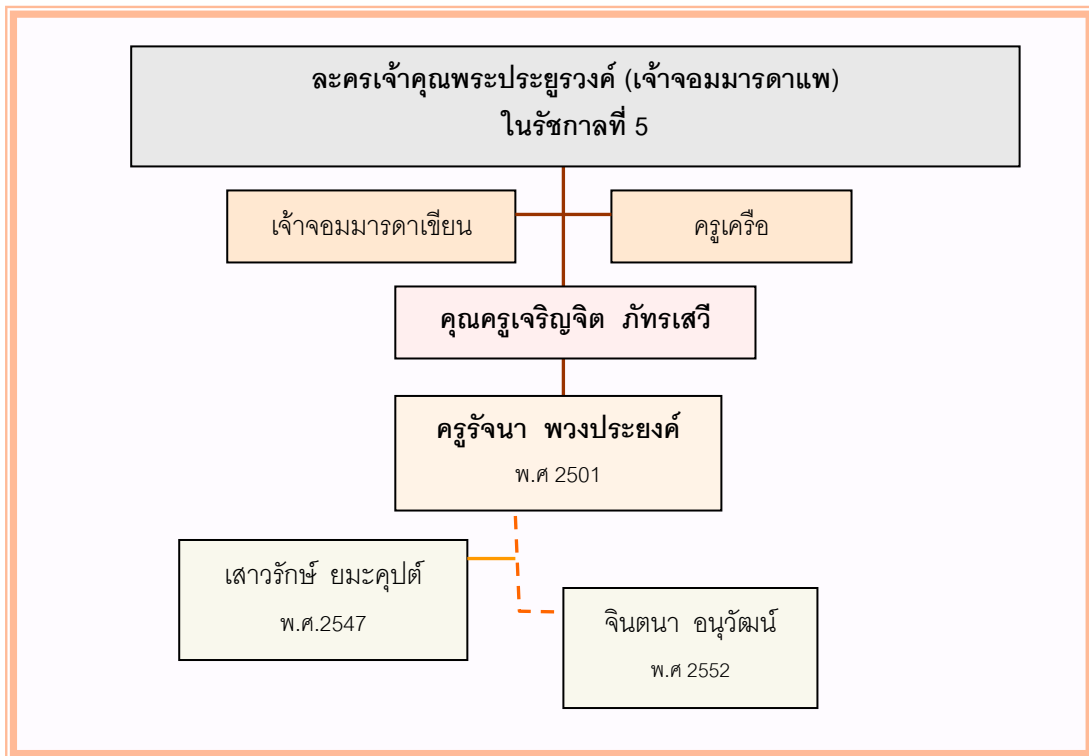 ละครเจ้าคุณพระประยูรวงค์ (เจ้าจอมมารดาแพ)
ในรัชกาลที่ 5
เจ้าจอมมารดาเขียน
ครูเครือ
คุณครูเจริญจิต ภัทรเสวี
ครูรัจนา พวงประยงค์
พ.ศ 2501
เสาวรักษ์ ยมะคุปต์
พ.ศ.2547
จินตนา อนุวัฒน์
พ.ศ 2552